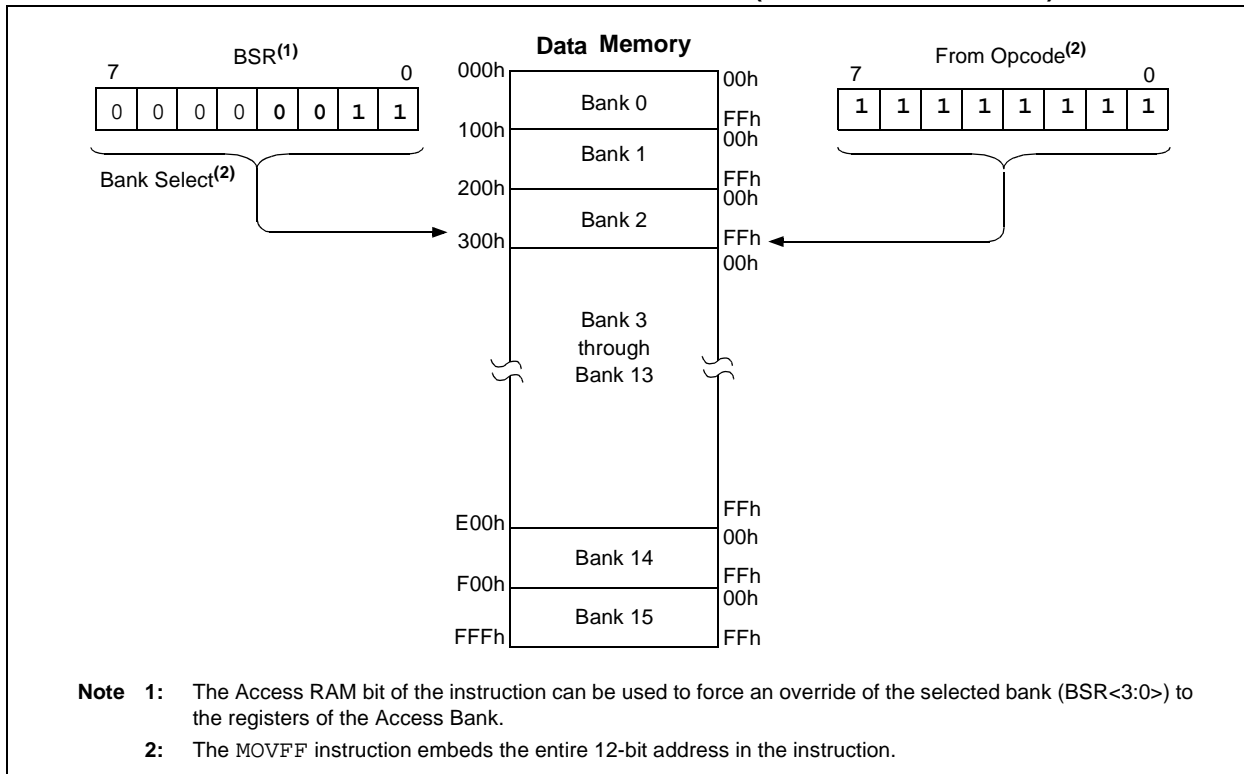 BSR(1)
7 0
0 0 0 0 0 0 1 1
Bank Select(2)
Data Memory
000h
100h
200h
300h
E00h
F00h
FFFh
Bank 0
Bank 1
Bank 2
Bank 3
through
Bank 13
Bank 14
Bank 15
00h
FFh
00h
FFh
00h
FFh
00h
FFh
00h
FFh
00h
FFh
From Opcode(2)
7 0
1 1 1 1 1 1 1 1
Note 1: The Access RAM bit of the instruction can be used to force an override of the selected bank (BSR<3:0>) to
the registers of the Access Bank.
2: The MOVFF instruction embeds the entire 12-bit address in the instruction.